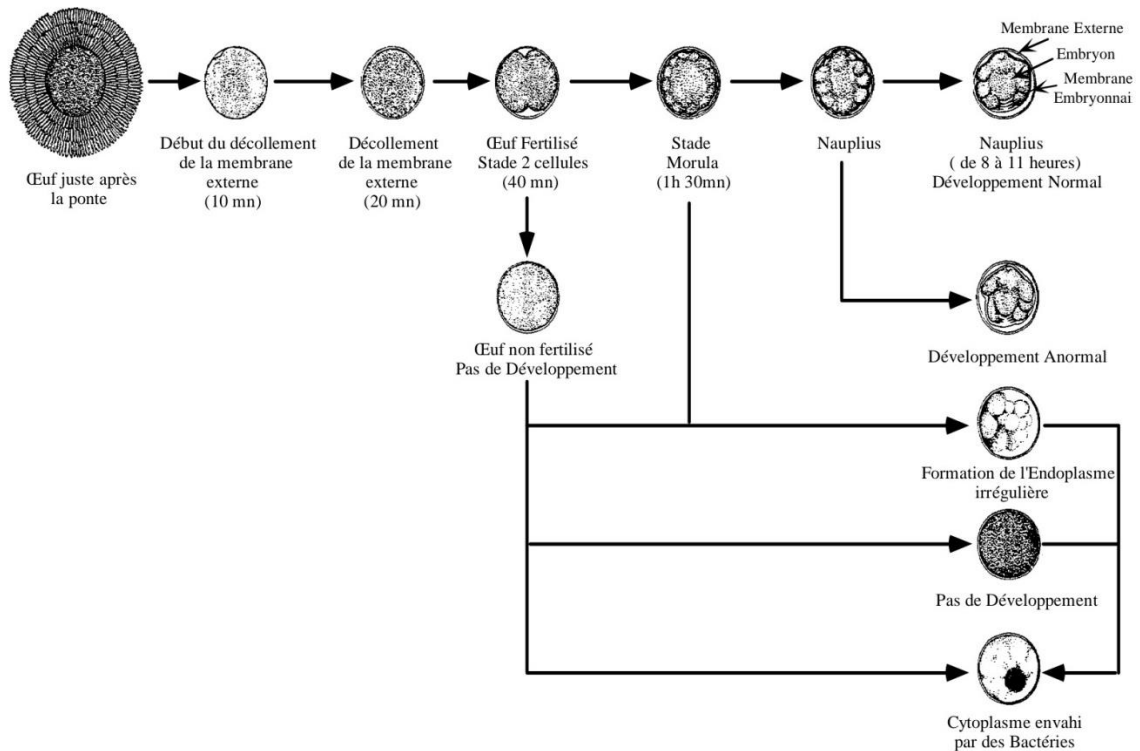 Œuf juste après
la ponte
Début du décollement
de la membrane
externe
(10 mn)
Décollement
de la membrane
externe
(20 mn)
Œuf Fertilisé
Stade 2 cellules
(40 mn)
Stade
Morula
(1h 30mn)
Nauplius
Membrane Externe
Embryon
Membrane
Embryonnai
Nauplius
( de 8 à 11 heures)
Développement Normal
Œuf non fertilisé
Pas de Développement
Développement Anormal
Formation de l'Endoplasme
irrégulière
Pas de Développement
Cytoplasme envahi
par des Bactéries